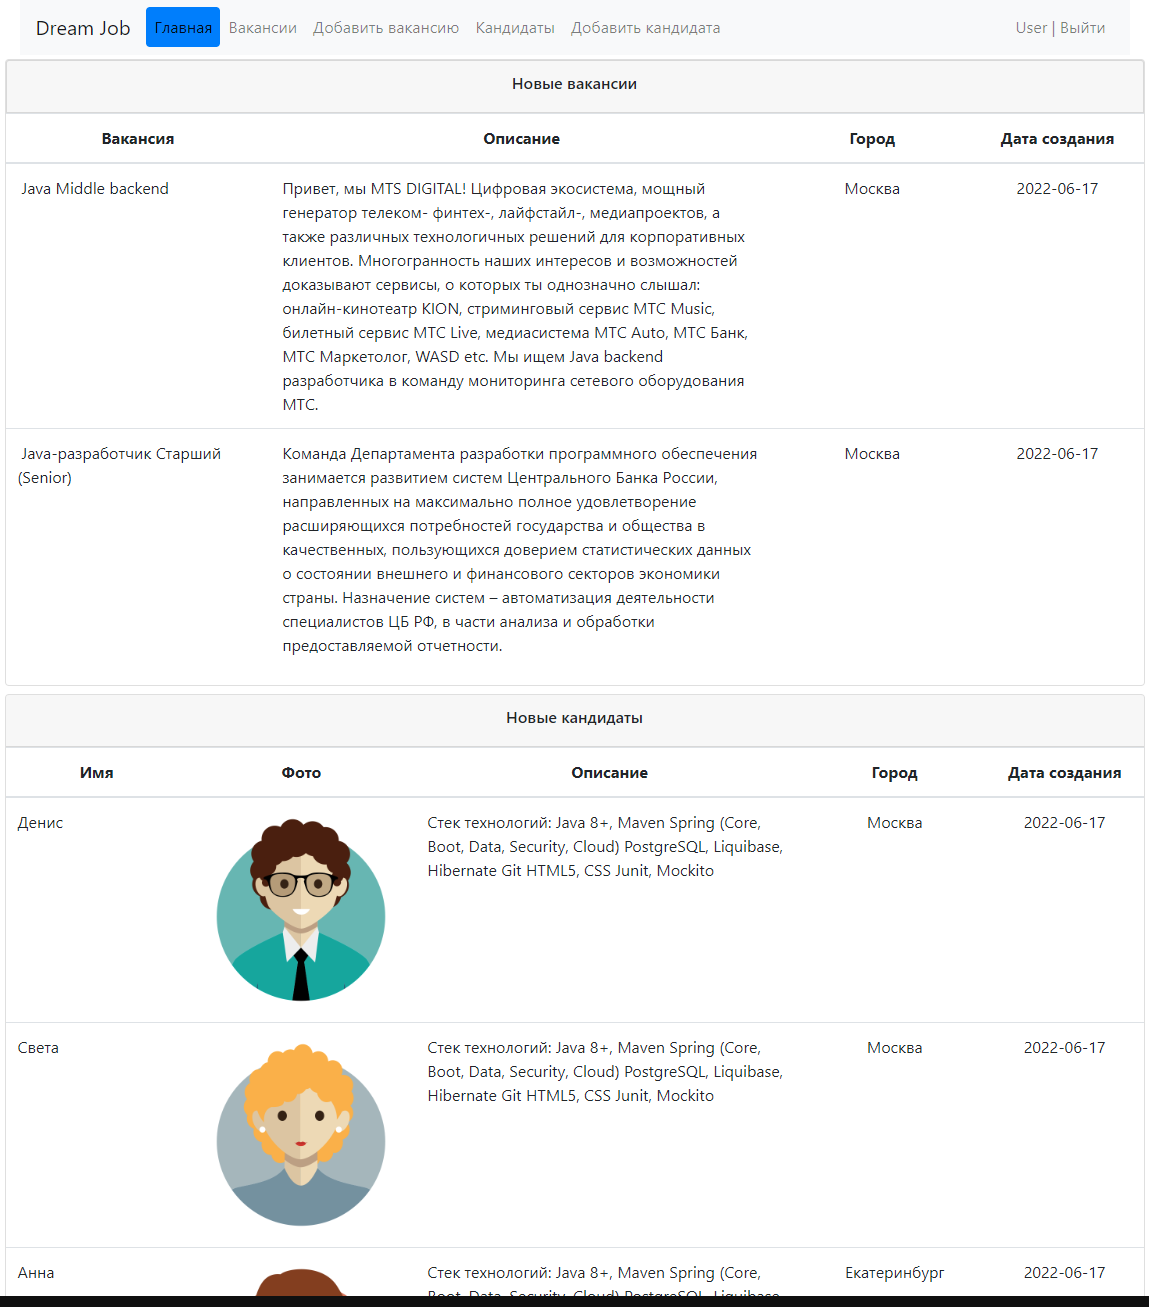 Dream Job Главная Вакансии Добавить вакансию Кандидаты Добавить кандидата User | Выйти
Новые вакансии
Вакансия Описание Город Дата создания
Java Middle backend Привет, мы MTS DIGITAL! Цифровая экосистема, мощный Москва 2022-06-17
генератор телеком- финтех-, лайфстайл-, медиапроектов, а
также различных технологичных решений для корпоративных
клиентов. Многогранность наших интересов и возможностей
доказывают сервисы, о которых ты однозначно слышал:
онлайн-кинотеатр KION, стриминговый сервис МТС Music,
билетный сервис МТС Live, медиасистема МТС Auto, МТС Банк,
МТС Маркетолог, WASD etc. Мы ищем Java backend
разработчика в команду мониторинга сетевого оборудования
МТС.
Java-разработчик Старший Команда Департамента разработки программного обеспечения Москва 2022-06-17
(Senior) занимается развитием систем Центрального Банка России,
направленных на максимально полное удовлетворение
расширяющихся потребностей государства и общества в
качественных, пользующихся доверием статистических данных
о состоянии внешнего и финансового секторов экономики
страны. Назначение систем – автоматизация деятельности
специалистов ЦБ РФ, в части анализа и обработки
предоставляемой отчетности.
Новые кандидаты
Имя Фото Описание Город Дата создания
Денис Стек технологий: Java 8+, Maven Spring (Core, Москва 2022-06-17
Boot, Data, Security, Cloud) PostgreSQL, Liquibase,
Hibernate Git HTML5, CSS Junit, Mockito
Света Стек технологий: Java 8+, Maven Spring (Core, Москва 2022-06-17
Boot, Data, Security, Cloud) PostgreSQL, Liquibase,
Hibernate Git HTML5, CSS Junit, Mockito
Анна Стек технологий: Java 8+, Maven Spring (Core, Екатеринбург 2022-06-17
Boot, Data, Security, Cloud) PostgreSQL, Liquibase,